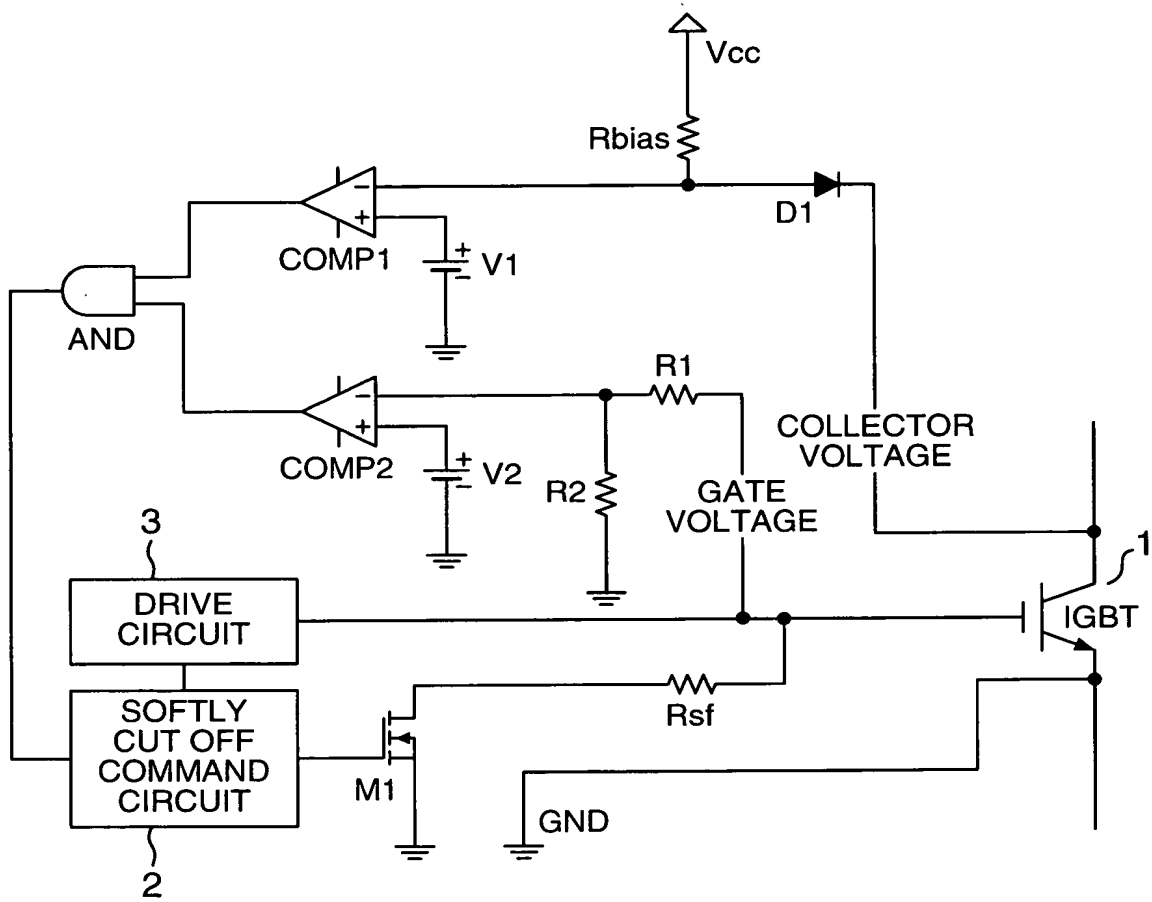 Vcc
Rbias
D1
−
+
COMP1
+
−
V1
AND
R1
−
+
COMP2
+
−
V2
R2
GATE
VOLTAGE
COLLECTOR
VOLTAGE
3
DRIVE
CIRCUIT
1
IGBT
Rsf
SOFTLY
CUT OFF
COMMAND
CIRCUIT
M1
GND
2